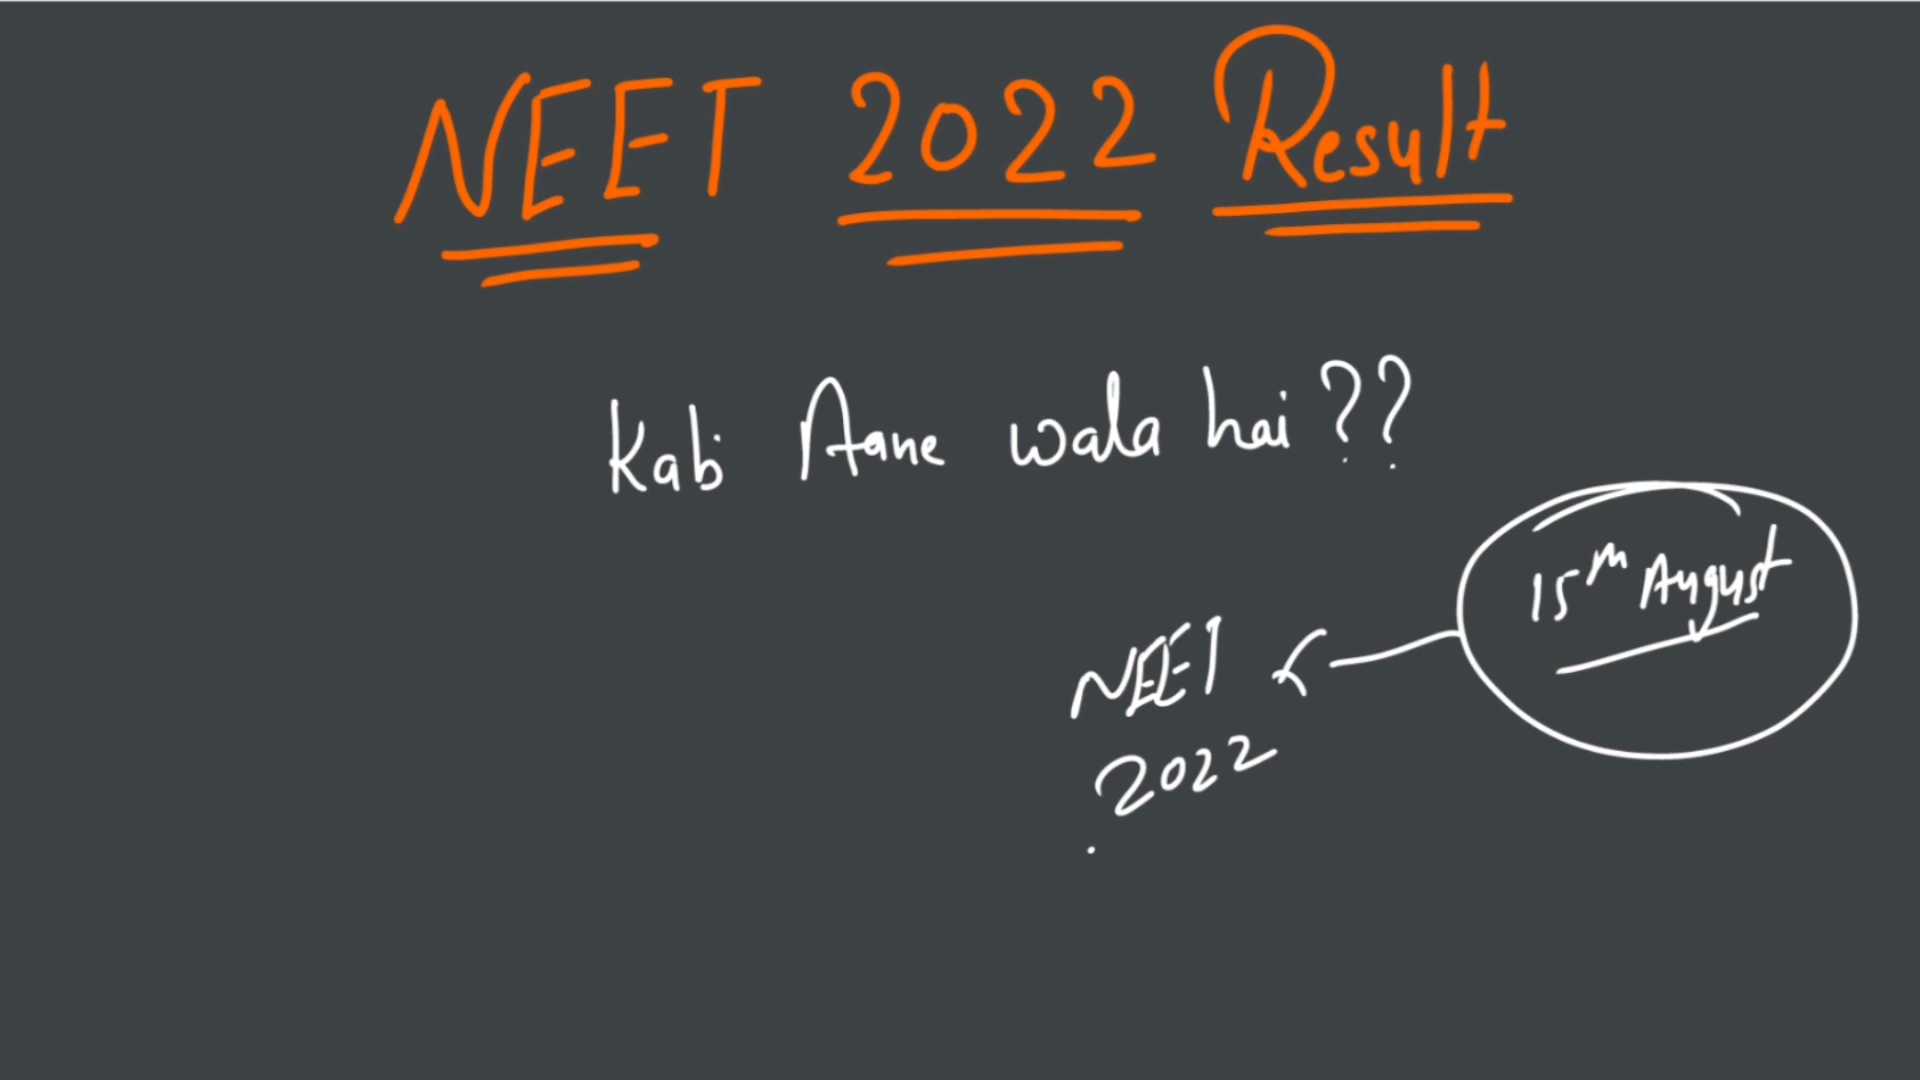 NEET 2022 Result
Kab Aane wala hai ??
15th August
NEET
2022